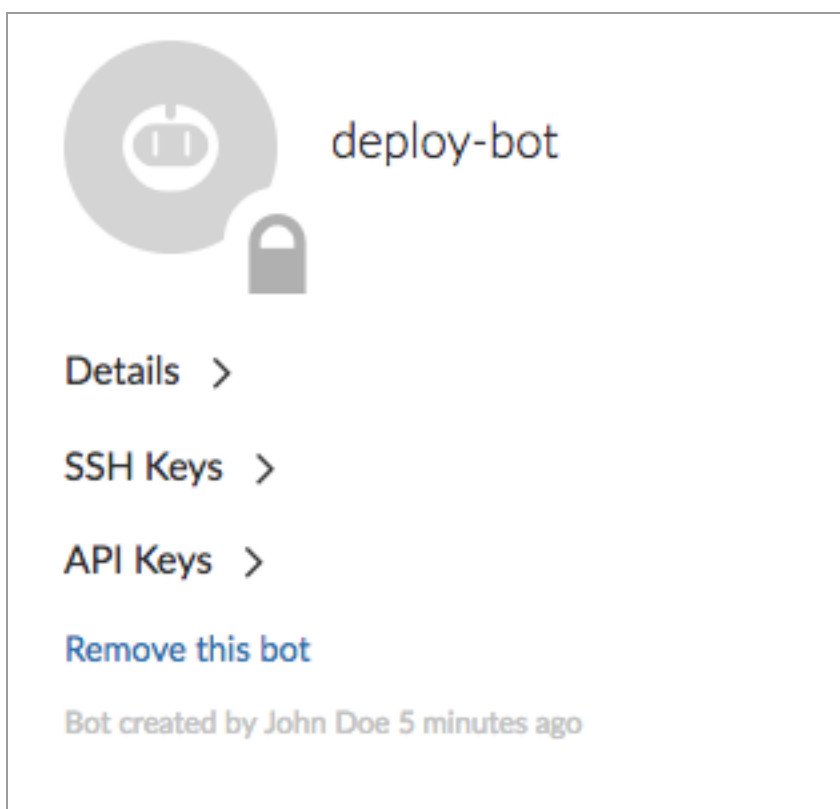 deploy-bot
Details
SSH Keys
API Keys
Remove this bot
Bot created by John Doe 5 minutes ago